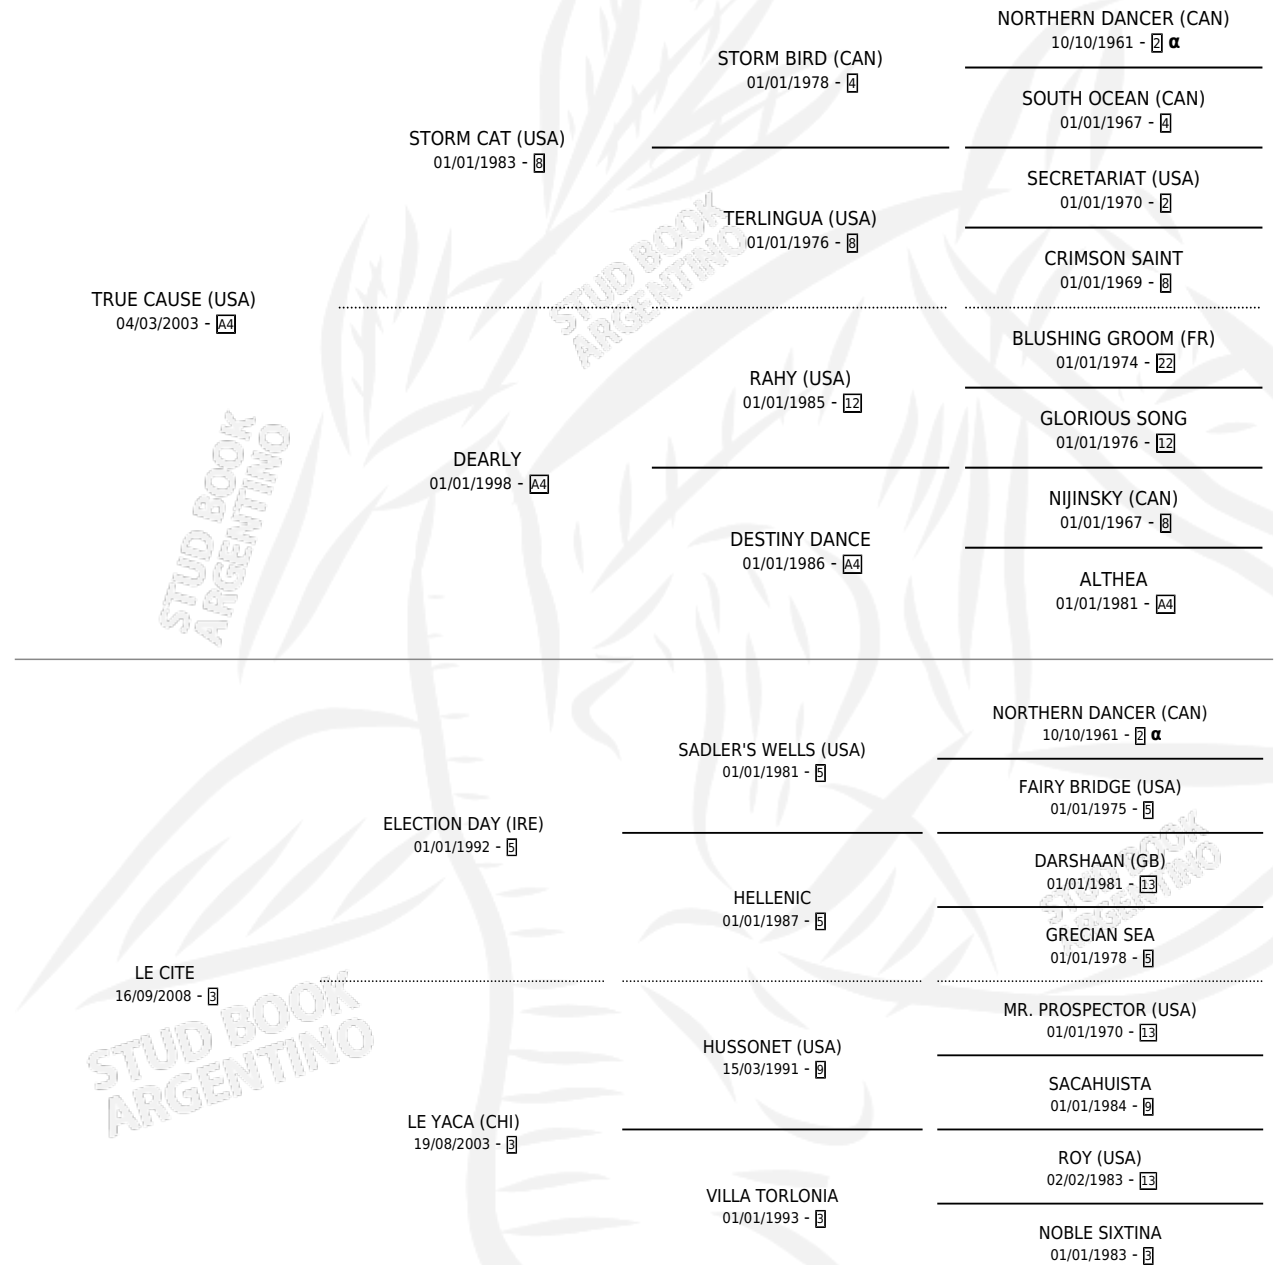 NORTHERN DANCER (CAN)
10/10/1961 - 2 α
STORM BIRD (CAN)
01/01/1978 - 4
SOUTH OCEAN (CAN)
01/01/1967 - 4
STORM CAT (USA)
01/01/1983 - 8
SECRETARIAT (USA)
01/01/1970 - 2
TERLINGUA (USA)
01/01/1976 - 8
CRIMSON SAINT
01/01/1969 - 8
TRUE CAUSE (USA)
04/03/2003 - A4
BLUSHING GROOM (FR)
01/01/1974 - 22
RAHY (USA)
01/01/1985 - 12
GLORIOUS SONG
01/01/1976 - 12
DEARLY
01/01/1998 - A4
NIJINSKY (CAN)
01/01/1967 - 8
DESTINY DANCE
01/01/1986 - A4
ALTHEA
01/01/1981 - A4
NORTHERN DANCER (CAN)
10/10/1961 - 2 α
SADLER'S WELLS (USA)
01/01/1981 - 5
FAIRY BRIDGE (USA)
01/01/1975 - 5
ELECTION DAY (IRE)
01/01/1992 - 5
DARSHAAN (GB)
01/01/1981 - 13
HELLENIC
01/01/1987 - 5
GRECIAN SEA
01/01/1978 - 5
LE CITE
16/09/2008 - 3
MR. PROSPECTOR (USA)
01/01/1970 - 13
HUSSONET (USA)
15/03/1991 - 9
SACAHUISTA
01/01/1984 - 9
LE YACA (CHI)
19/08/2003 - 3
ROY (USA)
02/02/1983 - 13
VILLA TORLONIA
01/01/1993 - 3
NOBLE SIXTINA
01/01/1983 - 3
STUD BOOK
ARGENTINO
STUD BOOK
ARGENTINO
STUD BOOK
ARGENTINO
STUD BOOK
ARGENTINO